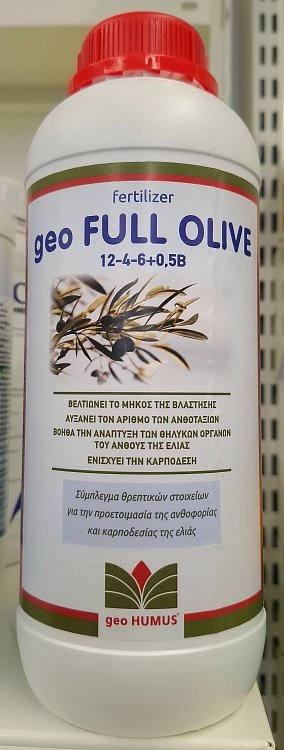 fertilizer
geo FULL OLIVE
12-4-6+0,5B
ΒΕΛΤΙΩΝΕΙ ΤΟ ΜΗΚΟΣ ΤΗΣ ΒΛΑΣΤΗΣΗΣ
ΑΥΞΑΝΕΙ ΤΟΝ ΑΡΙΘΜΟ ΤΩΝ ΑΝΘΟΤΑΞΙΩΝ
ΒΟΗΘΑ ΤΗΝ ΑΝΑΠΤΥΞΗ ΤΩΝ ΘΗΛΥΚΩΝ ΟΡΓΑΝΩΝ
ΤΟΥ ΑΝΘΟΥΣ ΤΗΣ ΕΛΙΑΣ
ΕΝΙΣΧΥΕΙ ΤΗΝ ΚΑΡΠΟΔΕΣΗ
Σύμπλεγμα θρεπτικών στοιχείων
για την προετοιμασία της ανθοφορίας
και καρποδεσίας της ελιάς
geo HUMUS®